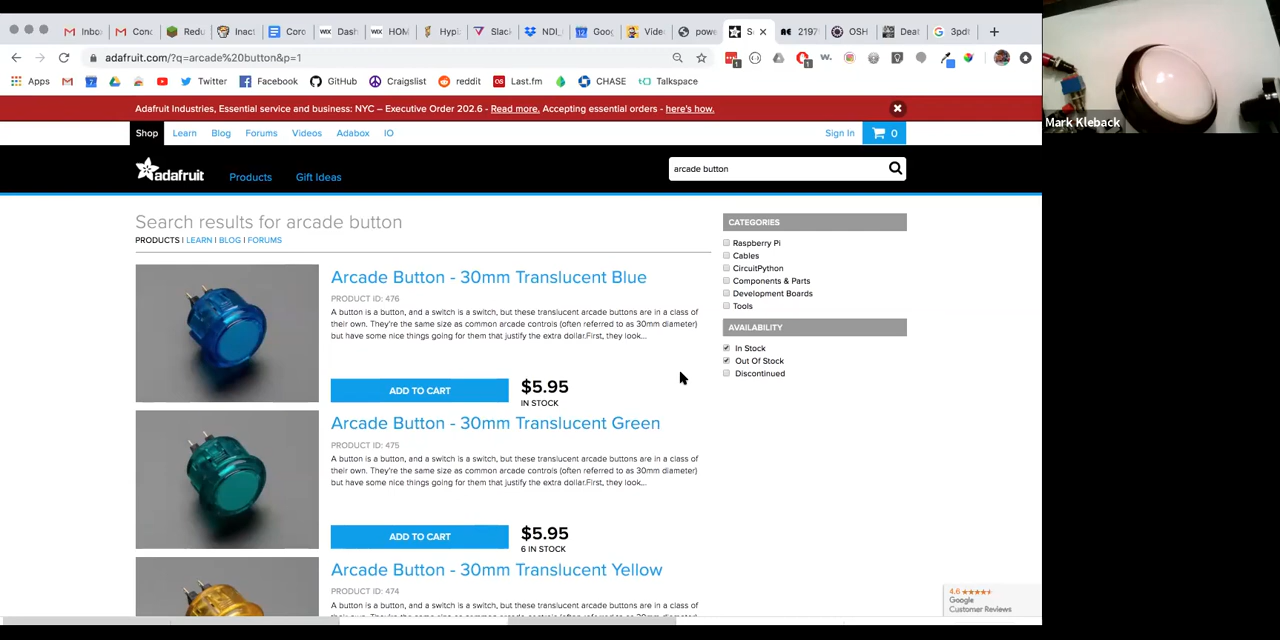 Inbo
Conc
Redu
Inact
Coro
Dash
HOM
HypL
Slac
NDI_
Goog
Vide
powe
S
2197
OSH
Deat
3pdt
adafruit.com/?q=arcade%20button&p=1
Apps
Twitter
Facebook
GitHub
Craigslist
reddit
Last.fm
CHASE
Talkspace
Mark Kleback
Adafruit Industries, Essential service and business: NYC – Executive Order 202.6 - Read more. Accepting essential orders - here's how.
Shop Learn Blog Forums Videos Adabox IO
Sign In
0
adafruit
Products Gift Ideas
arcade button
Search results for arcade button
PRODUCTS | LEARN | BLOG | FORUMS
Arcade Button - 30mm Translucent Blue
PRODUCT ID: 476
A button is a button, and a switch is a switch, but these translucent arcade buttons are in a class of
their own. They're the same size as common arcade controls (often referred to as 30mm diameter)
but have some nice things going for them that justify the extra dollar.First, they look...
ADD TO CART
$5.95
IN STOCK
Arcade Button - 30mm Translucent Green
PRODUCT ID: 475
A button is a button, and a switch is a switch, but these translucent arcade buttons are in a class of
their own. They're the same size as common arcade controls (often referred to as 30mm diameter)
but have some nice things going for them that justify the extra dollar.First, they look...
ADD TO CART
$5.95
6 IN STOCK
Arcade Button - 30mm Translucent Yellow
PRODUCT ID: 474
A button is a button, and a switch is a switch, but these translucent arcade buttons are in a class of
CATEGORIES
Raspberry Pi
Cables
CircuitPython
Components & Parts
Development Boards
Tools
AVAILABILITY
In Stock
Out Of Stock
Discontinued
4.6
Google
Customer Reviews